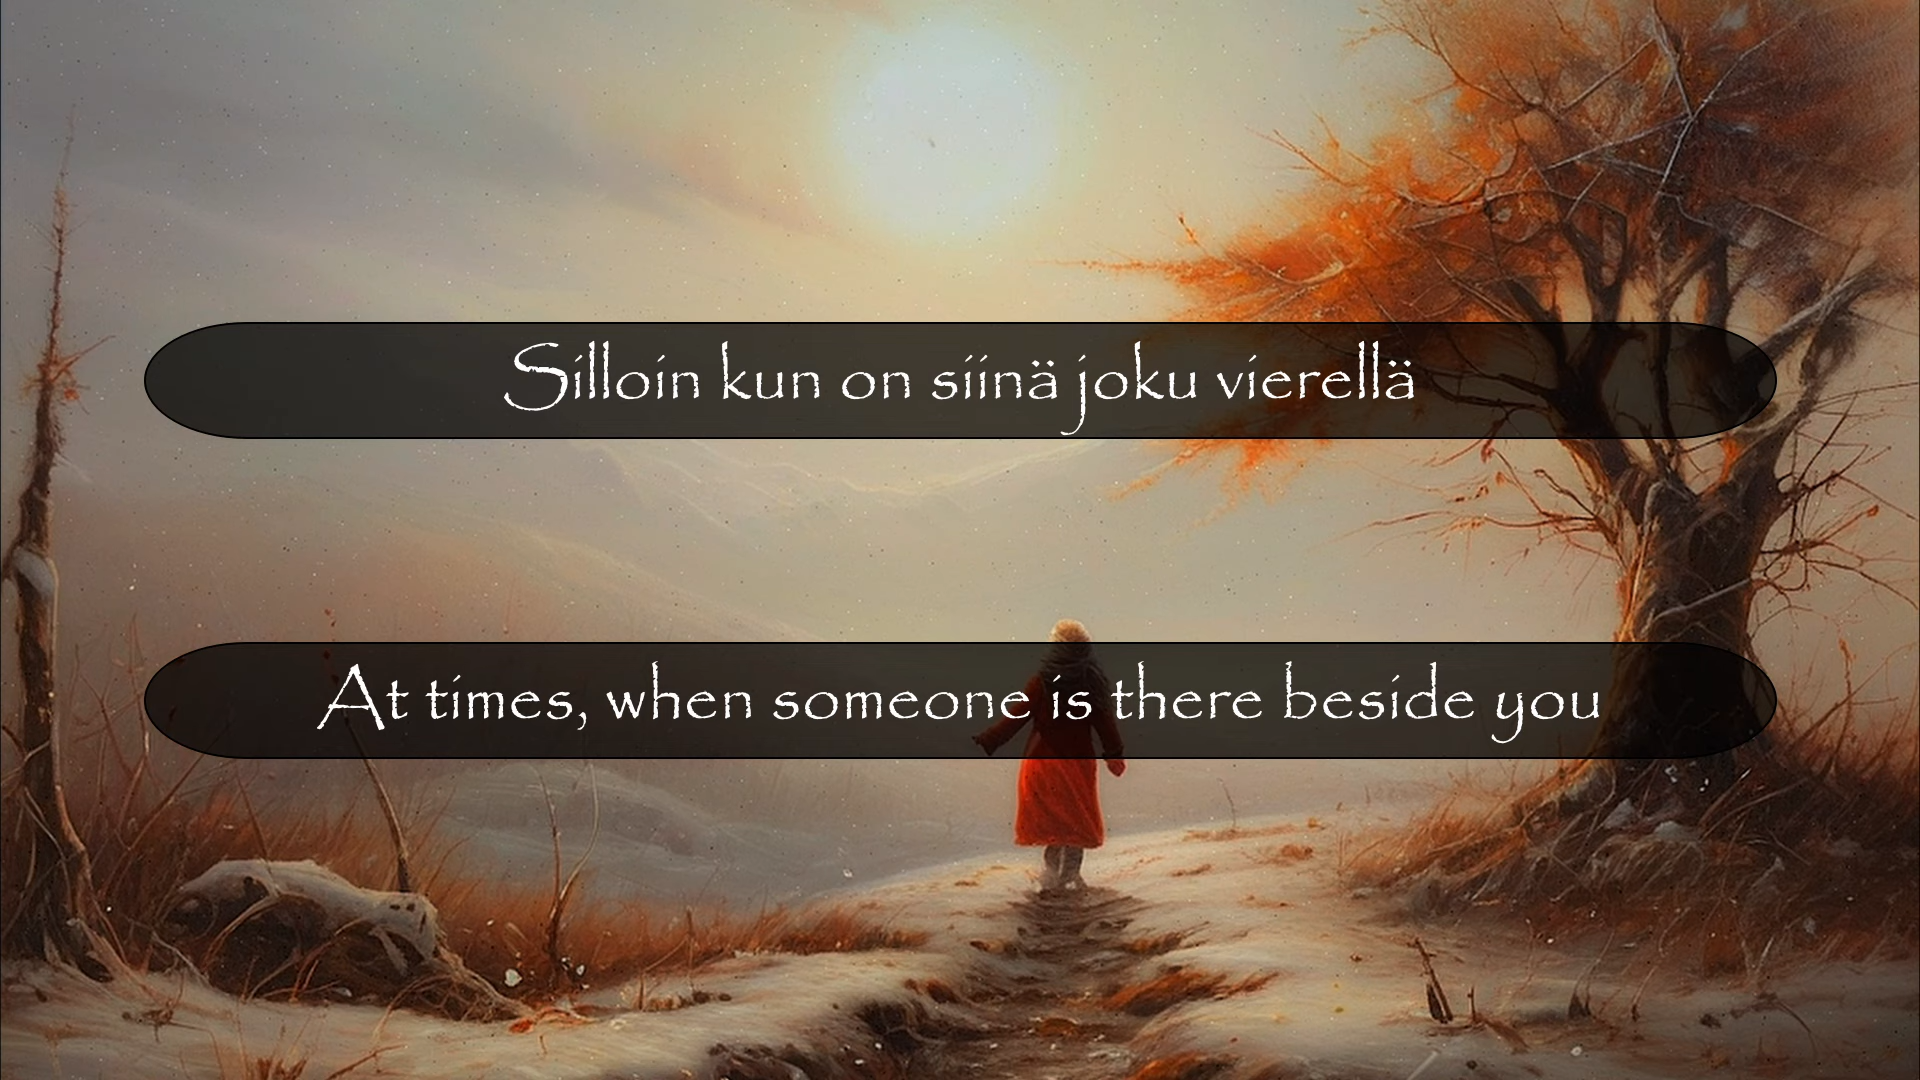 Silloin kun on siinä joku vierellä
At times, when someone is there beside you